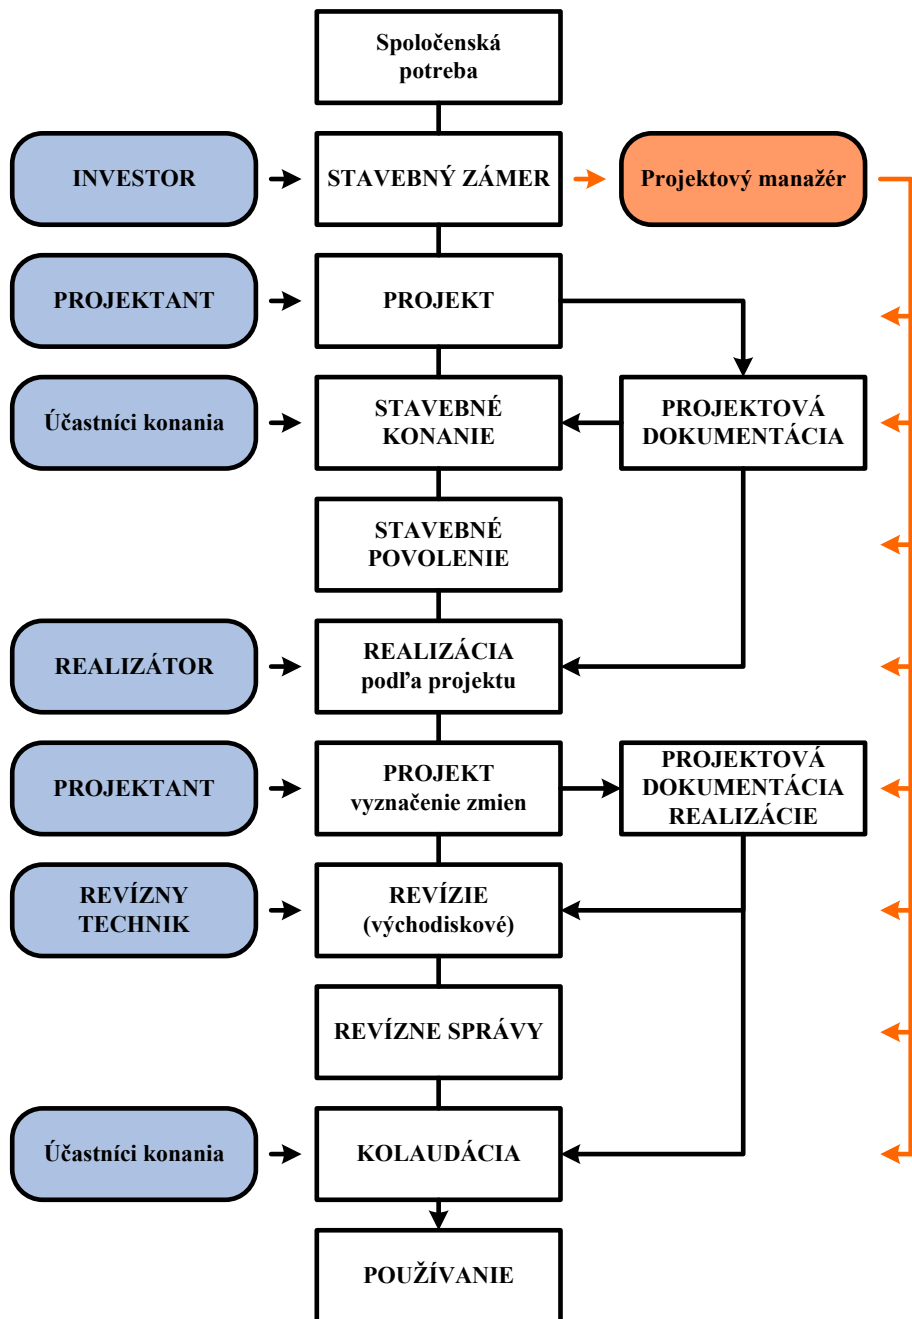 Spoločenská
potreba
INVESTOR
STAVEBNÝ ZÁMER
Projektový manažér
PROJEKTANT
PROJEKT
Účastníci konania
STAVEBNÉ
KONANIE
PROJEKTOVÁ
DOKUMENTÁCIA
STAVEBNÉ
POVOLENIE
REALIZÁTOR
REALIZÁCIA
podľa projektu
PROJEKTANT
PROJEKT
vyznačenie zmien
PROJEKTOVÁ
DOKUMENTÁCIA
REALIZÁCIE
REVÍZNY
TECHNIK
REVÍZIE
(východiskové)
REVÍZNE SPRÁVY
Účastníci konania
KOLAUDÁCIA
POUŽÍVANIE